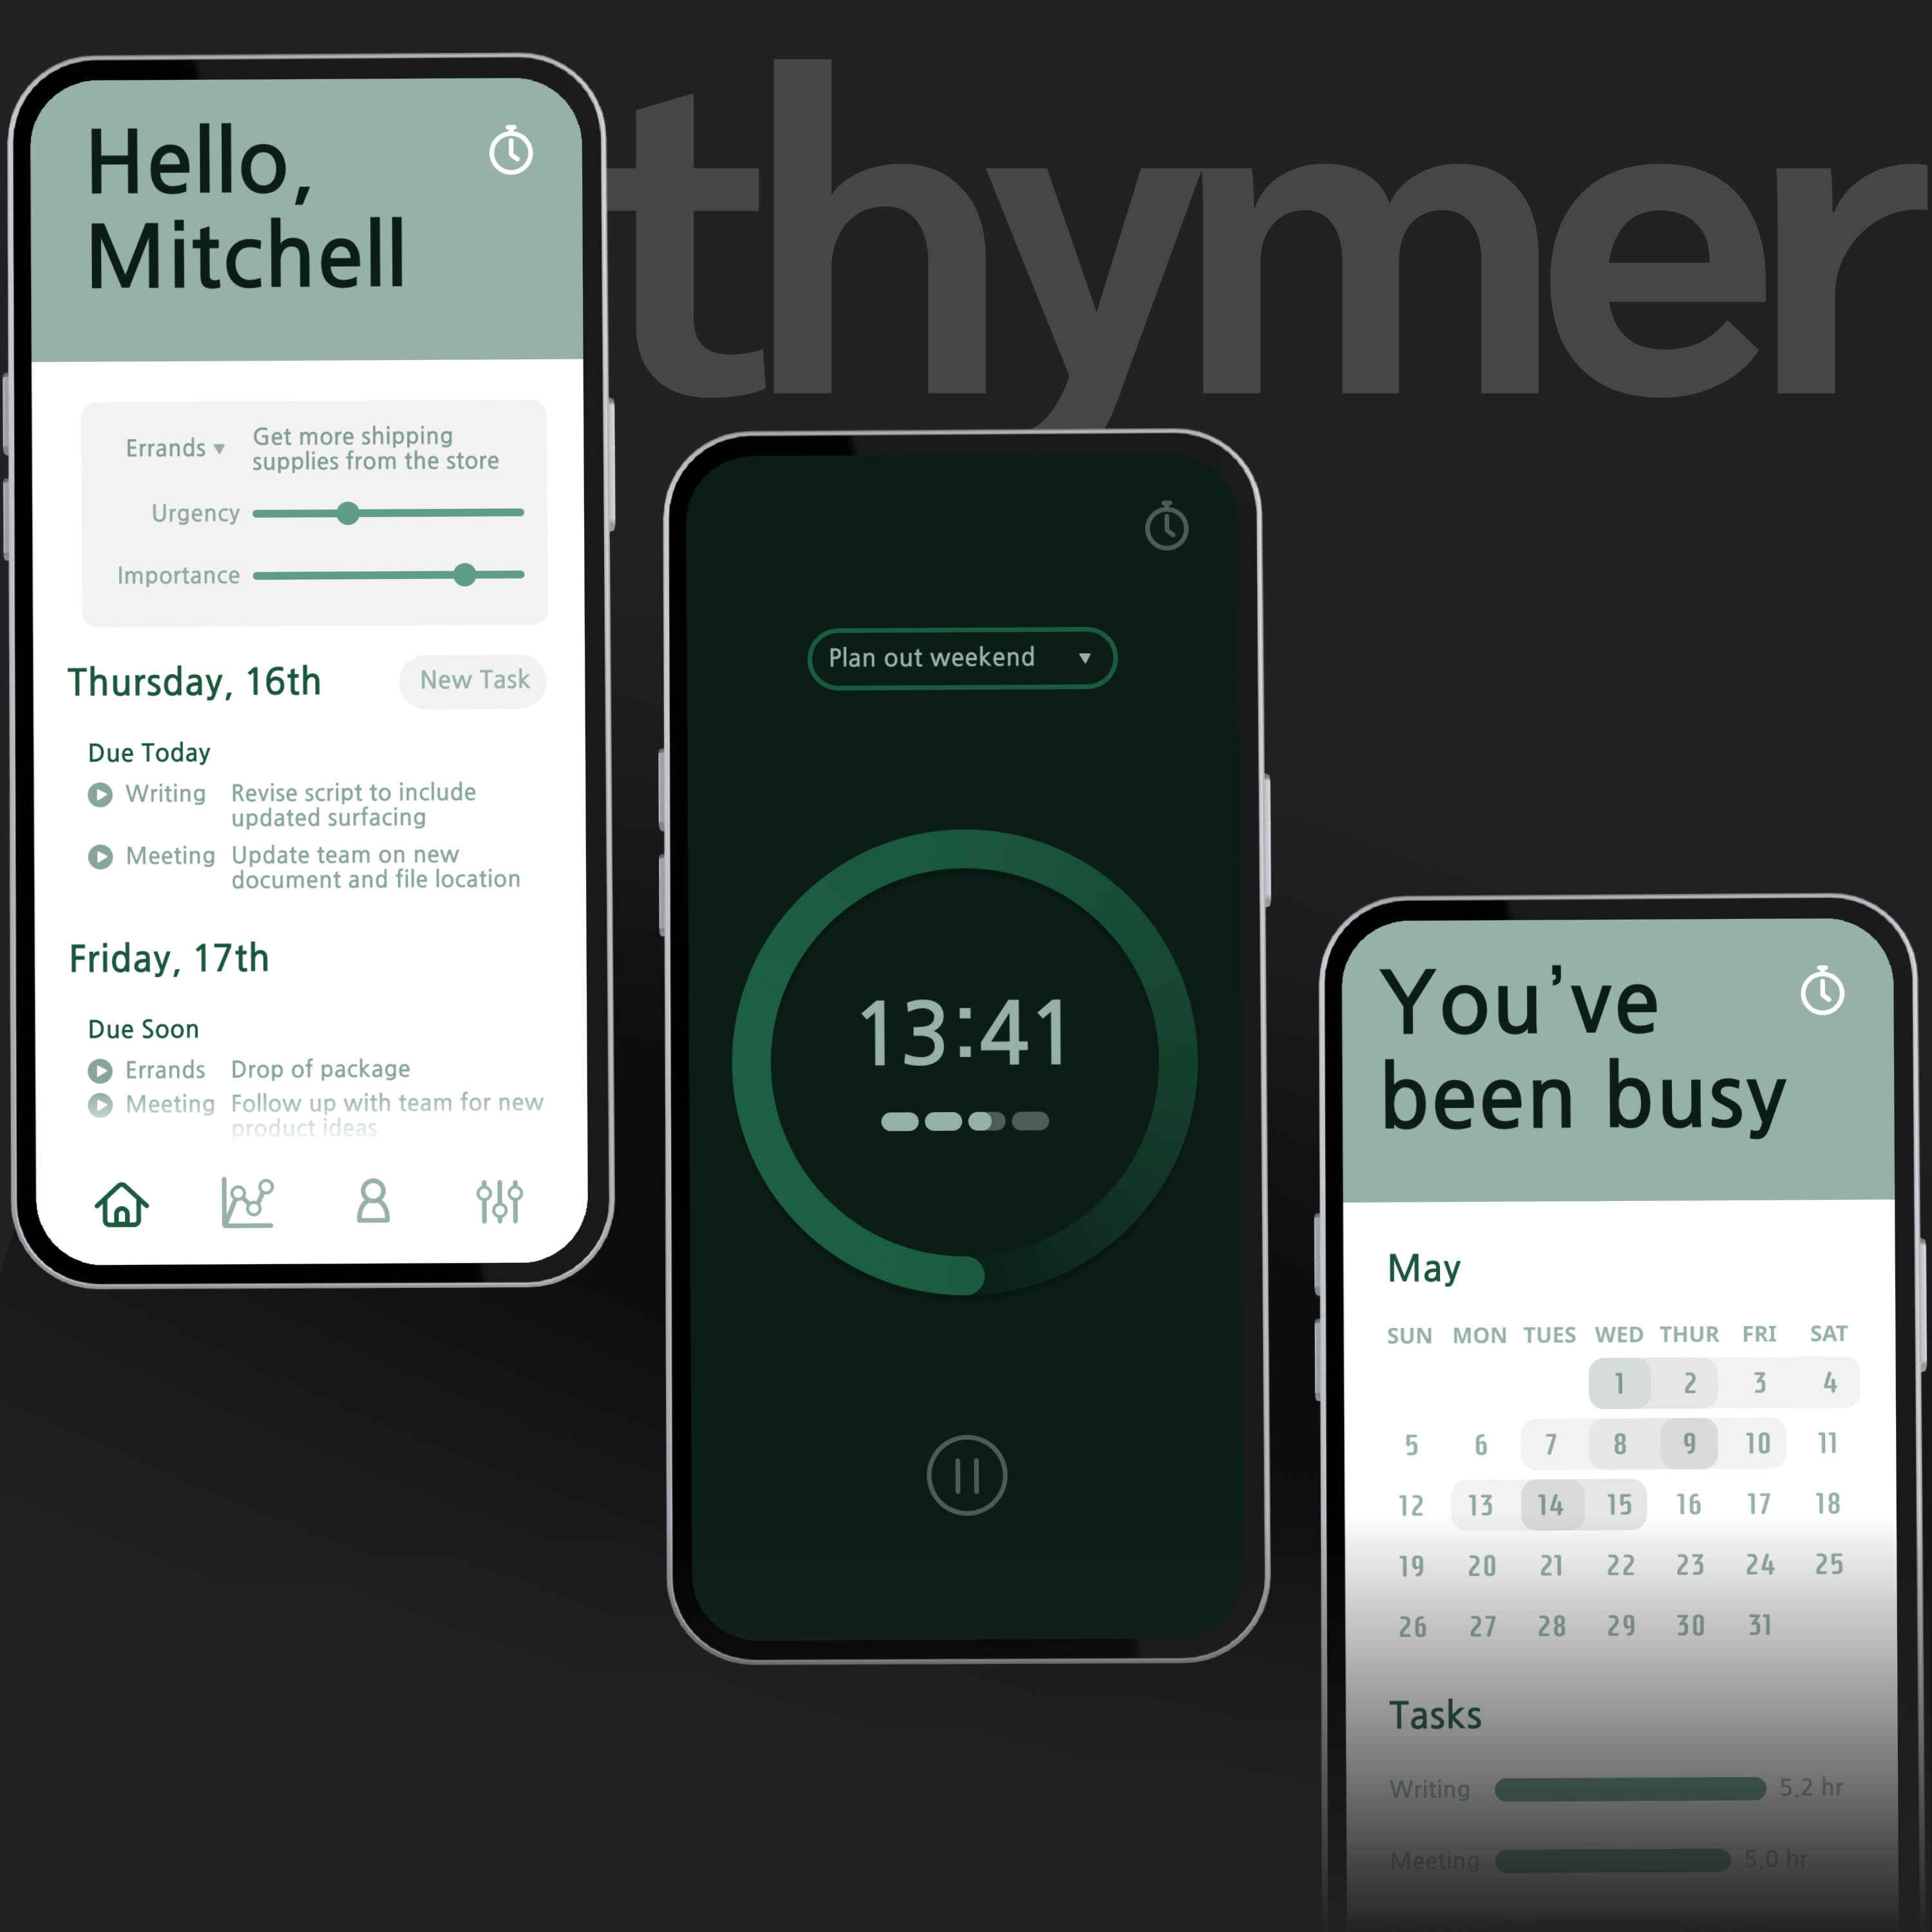 thymer
Hello,
Mitchell
Errands
Get more shipping
supplies from the store
Urgency
Importance
Thursday, 16th
New Task
Due Today
Writing
Revise script to include
updated surfacing
Meeting
Update team on new
document and file location
Friday, 17th
Due Soon
Errands
Drop of package
Meeting
Follow up with team for new
product ideas
Plan out weekend
13:41
You've
been busy
May
SUN MON TUES WED THUR FRI SAT
1 2 3 4
5 6 7 8 9 10 11
12 13 14 15 16 17 18
19 20 21 22 23 24 25
26 27 28 29 30 31
Tasks
Writing 5.2 hr
Meeting 5.0 hr